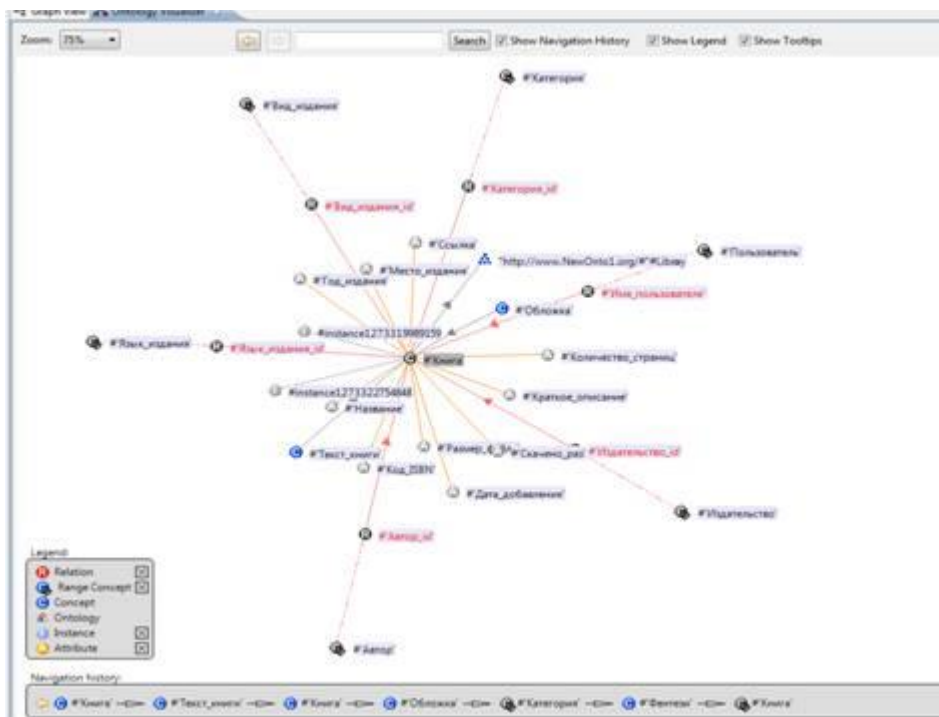 Graph View Ontology Visualizer
Zoom: 75% Search Show Navigation History Show Legend Show Tooltips
#'Категория'
#'Вид_издания'
#'Категория_id'
#'Вид_издания_id'
#'Ссылка'
#'Пользователь'
"http://www.NewOnto1.org/#"#Libray
#'Место_издания'
#'Год_издания'
#'Имя_пользователя'
#'Обложка'
#instance1273319989159
#'Язык_издания'
#'Язык_издания_id'
#'Книга'
#'Количество_страниц'
#instance1273322754848
#'Краткое_описание'
#'Название'
#'Текст_книги'
#'Скачено_раз'
#'Издательство_id'
#'Код_ISBN'
#'Дата_добавления'
#'Издательство'
#'Автор_id'
#'Автор'
Legend:
Relation
Range Concept
Concept
Ontology
Instance
Attribute
Navigation history:
#'Книга' #'Текст_книги' #'Книга' #'Обложка' #'Категория' #'Фентези' #'Книга'